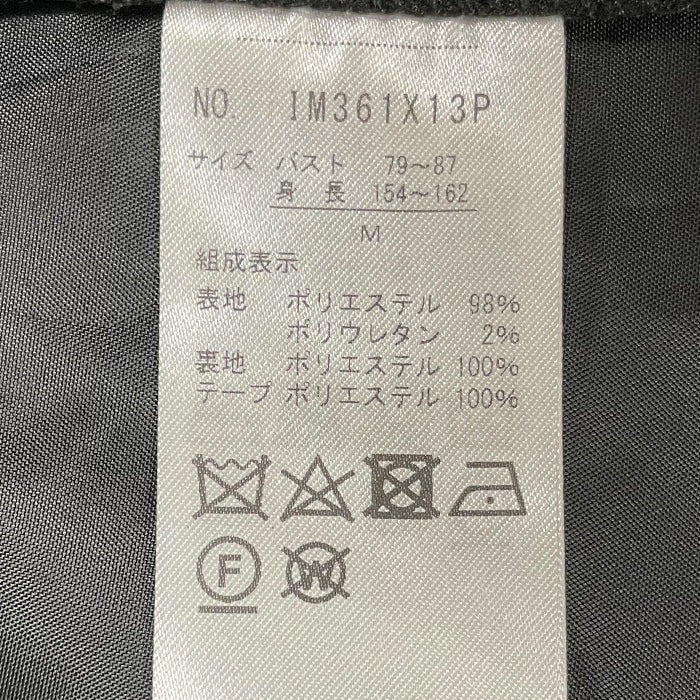 NO. IM361X13P
サイズ バスト 79～87
身 長 154～162
M
組成表示
表地 ポリエステル 98%
ポリウレタン 2%
裏地 ポリエステル 100%
テープ ポリエステル 100%
F W